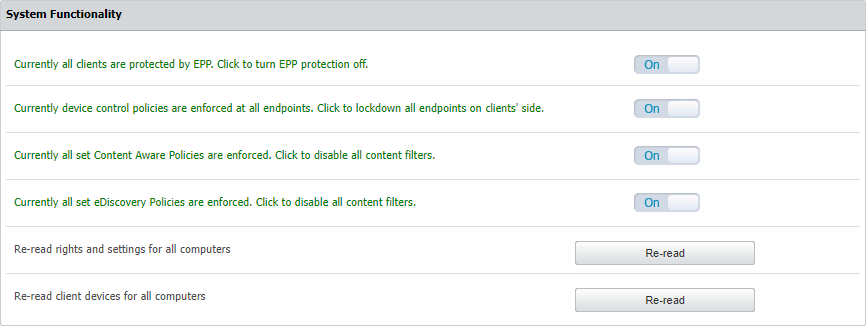 System Functionality
Currently all clients are protected by EPP. Click to turn EPP protection off.
On
Currently device control policies are enforced at all endpoints. Click to lockdown all endpoints on clients' side.
On
Currently all set Content Aware Policies are enforced. Click to disable all content filters.
On
Currently all set eDiscovery Policies are enforced. Click to disable all content filters.
On
Re-read rights and settings for all computers
Re-read
Re-read client devices for all computers
Re-read